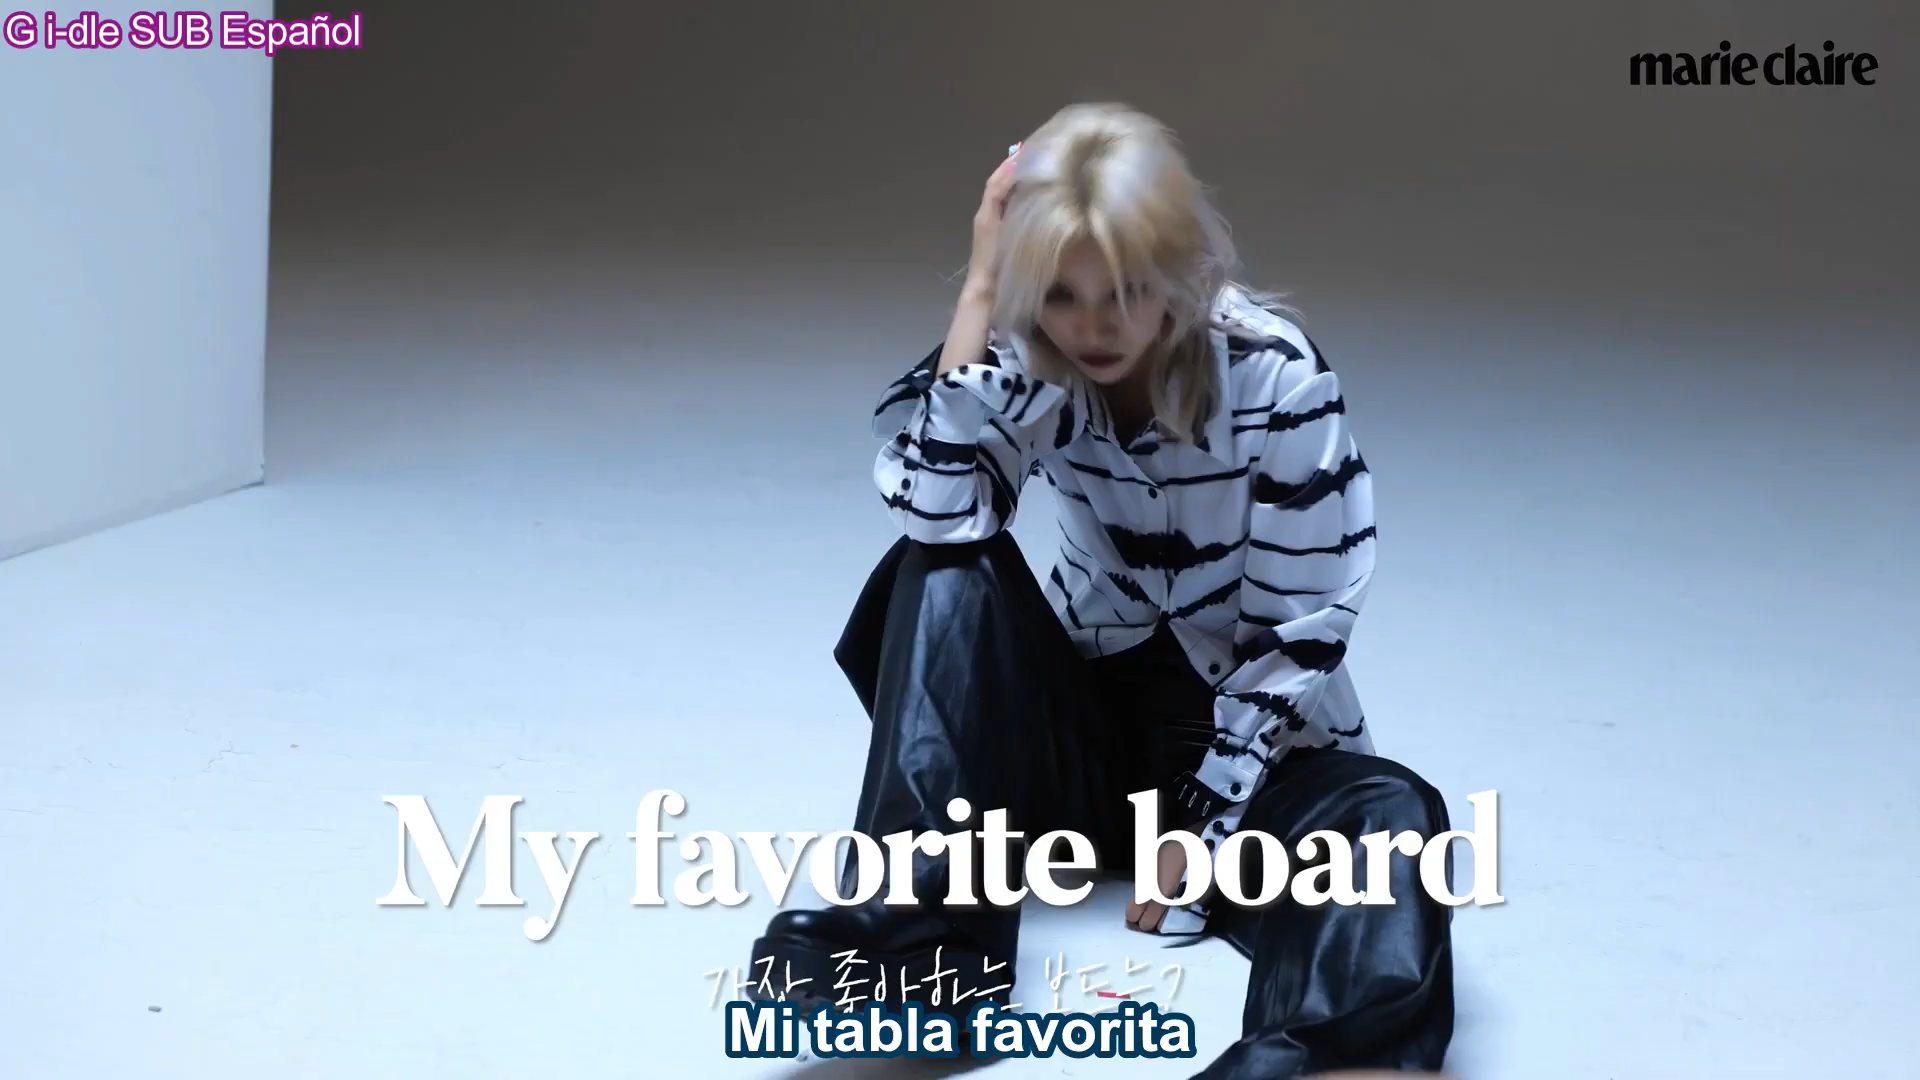 G i-dle SUB Español
marie claire
My favorite board
가장 좋아하는 보드는?
Mi tabla favorita